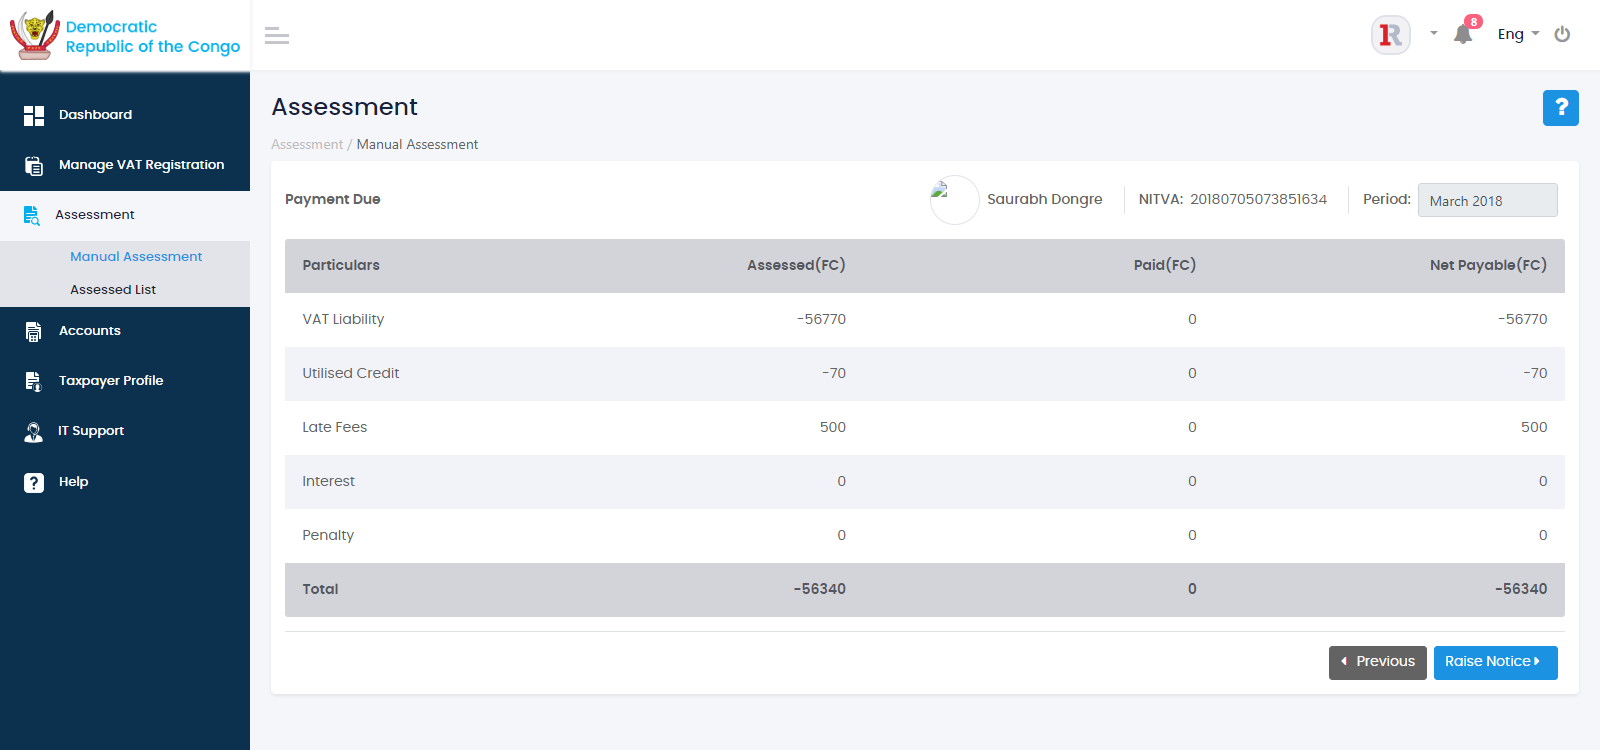 Democratic
Republic of the Congo
1R
8
Eng
Dashboard
Manage VAT Registration
Assessment
Manual Assessment
Assessed List
Accounts
Taxpayer Profile
IT Support
Help
Assessment
?
Assessment / Manual Assessment
Payment Due Saurabh Dongre NITVA: 20180705073851634 Period: March 2018
Particulars Assessed(FC) Paid(FC) Net Payable(FC)
VAT Liability -56770 0 -56770
Utilised Credit -70 0 -70
Late Fees 500 0 500
Interest 0 0 0
Penalty 0 0 0
Total -56340 0 -56340
Previous Raise Notice